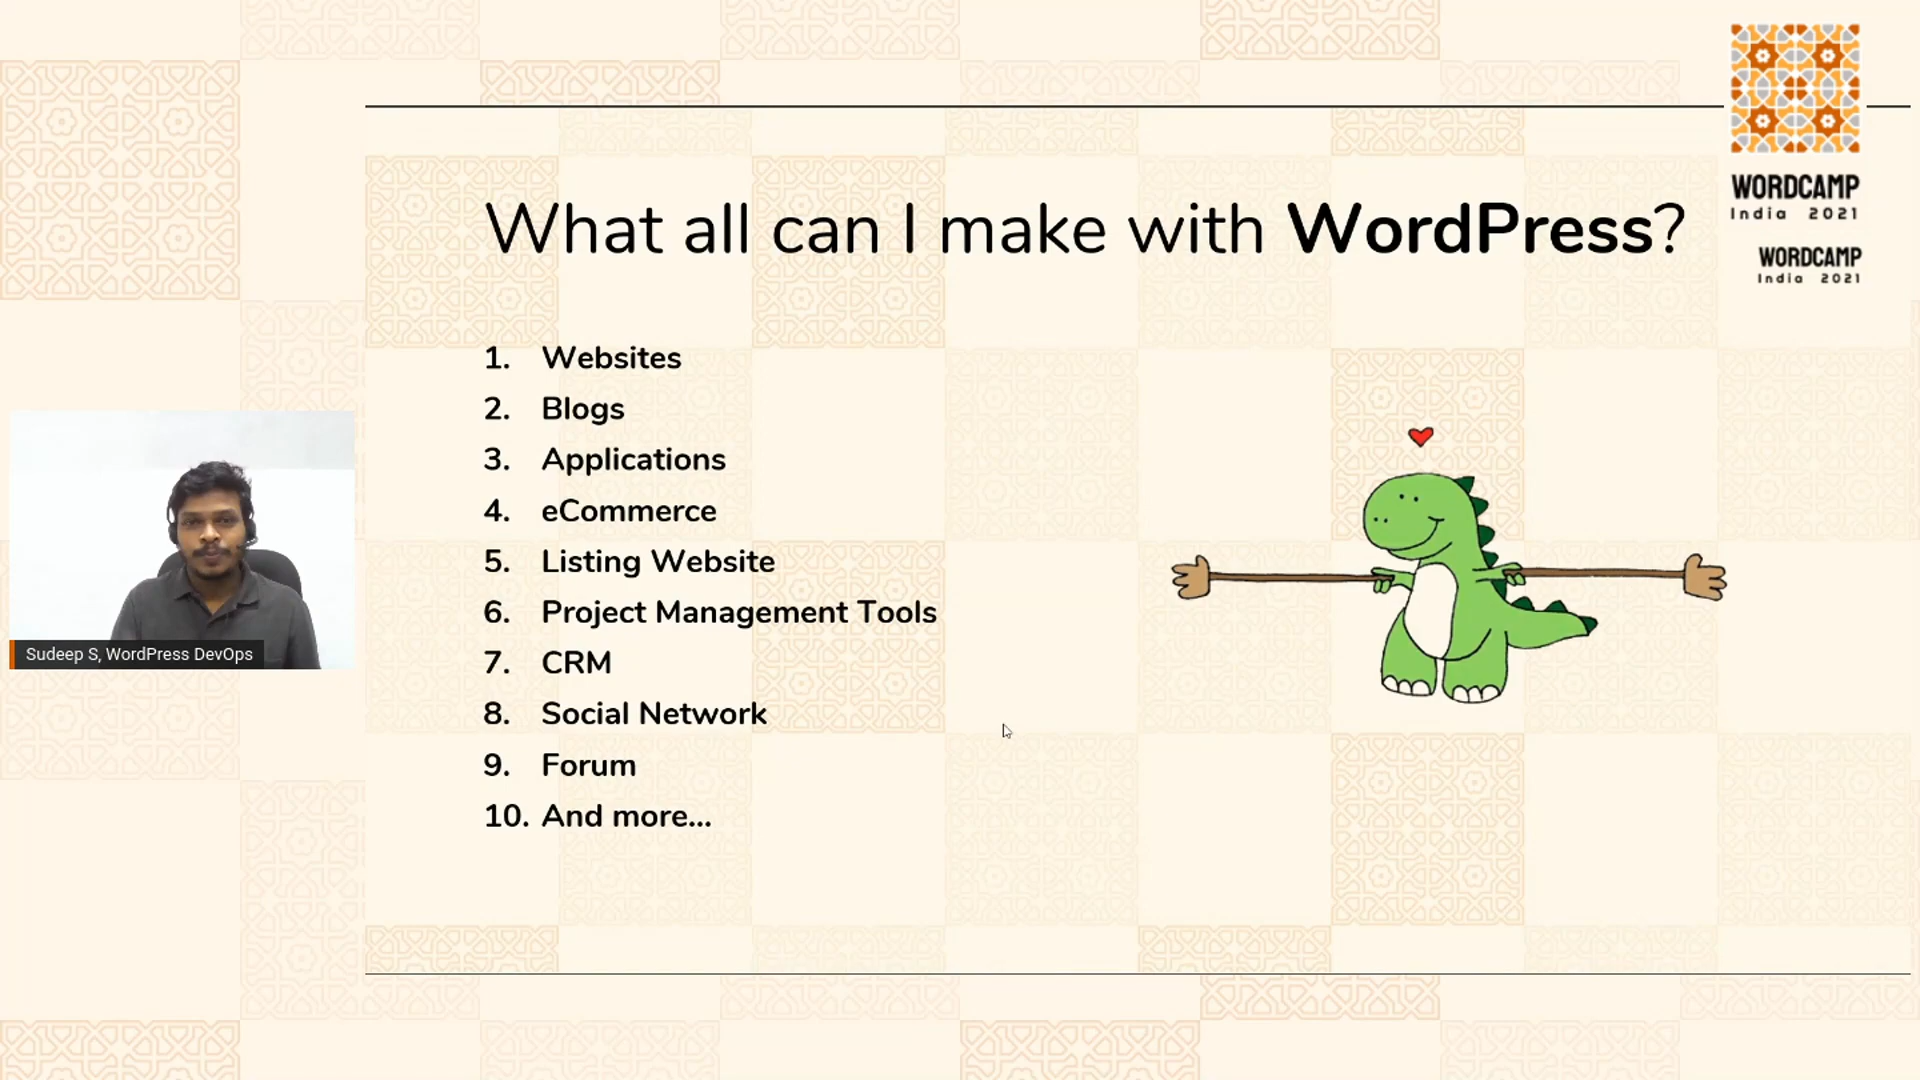 WORDCAMP
India 2021
WORDCAMP
India 2021
What all can I make with WordPress?
1. Websites
2. Blogs
3. Applications
4. eCommerce
5. Listing Website
6. Project Management Tools
7. CRM
8. Social Network
9. Forum
10. And more...
Sudeep S, WordPress DevOps